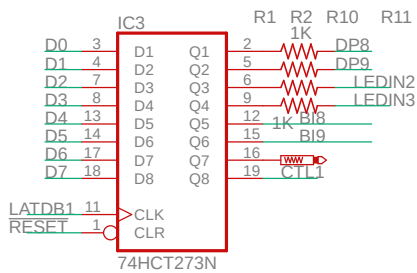 IC3 R1 R2 R10 R11
1K
D0 3 D1 Q1 2 DP8
D1 4 D2 Q2 5 DP9
D2 7 D3 Q3 6 LEDIN2
D3 8 D4 Q4 9 LEDIN3
D4 13 D5 Q5 12 1K BI8
D5 14 D6 Q6 15 BI9
D6 17 D7 Q7 16
D7 18 D8 Q8 19 CTL1
LATDB1 11 CLK
RESET 1 CLR
74HCT273N